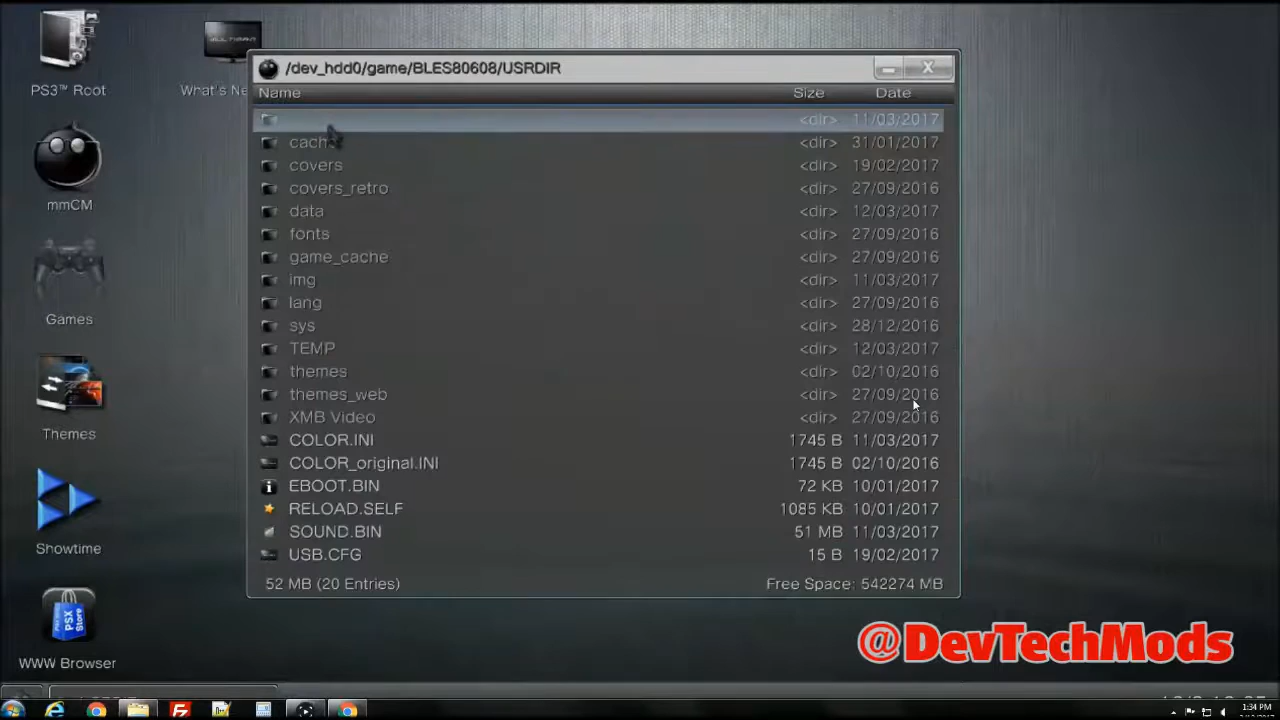 PS3™ Root
What's Ne
mmCM
Games
Themes
Showtime
WWW Browser
/dev_hdd0/game/BLES80608/USRDIR
Name Size Date
<dir> 11/03/2017
cache <dir> 31/01/2017
covers <dir> 19/02/2017
covers_retro <dir> 27/09/2016
data <dir> 12/03/2017
fonts <dir> 27/09/2016
game_cache <dir> 27/09/2016
img <dir> 11/03/2017
lang <dir> 27/09/2016
sys <dir> 28/12/2016
TEMP <dir> 12/03/2017
themes <dir> 02/10/2016
themes_web <dir> 27/09/2016
XMB Video <dir> 27/09/2016
COLOR.INI 1745 B 11/03/2017
COLOR_original.INI 1745 B 02/10/2016
EBOOT.BIN 72 KB 10/01/2017
RELOAD.SELF 1085 KB 10/01/2017
SOUND.BIN 51 MB 11/03/2017
USB.CFG 15 B 19/02/2017
52 MB (20 Entries) Free Space: 542274 MB
PSX
Store
@DevTechMods
1:34 PM